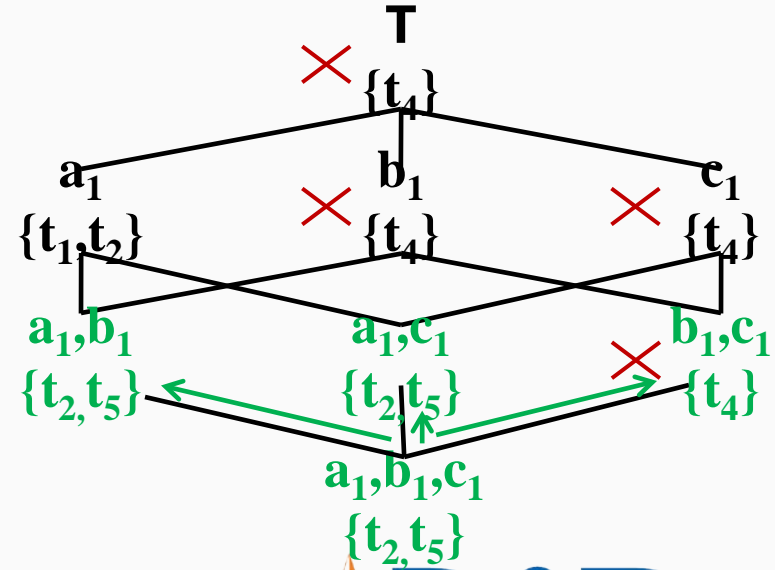 T
{t₄}
a₁ b₁ c₁
{t₁,t₂} {t₄} {t₄}
a₁,b₁ a₁,c₁ b₁,c₁
{t₂,t₅} {t₂,t₅} {t₄}
a₁,b₁,c₁
{t₂,t₅}